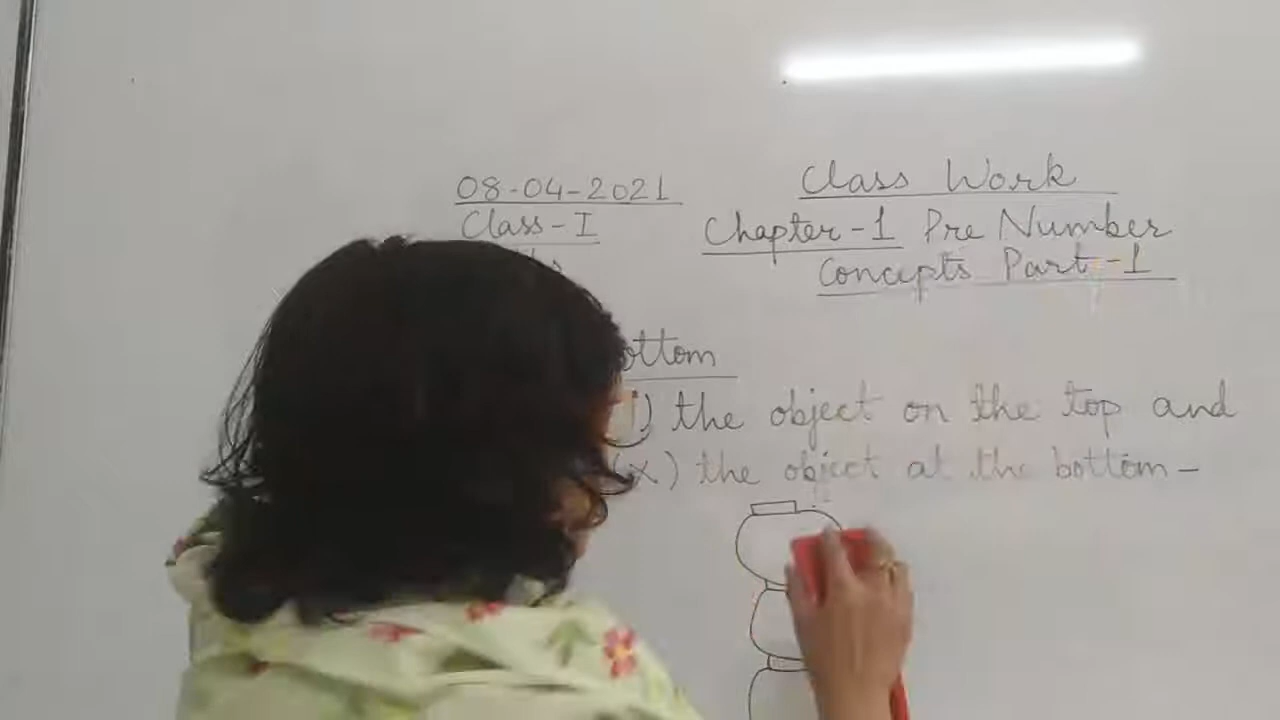 08-04-2021
Class Work
Class-I
Chapter-1 Pre Number
Concepts Part-1
ottom
) the object on the top and
(x) the object at the bottom-